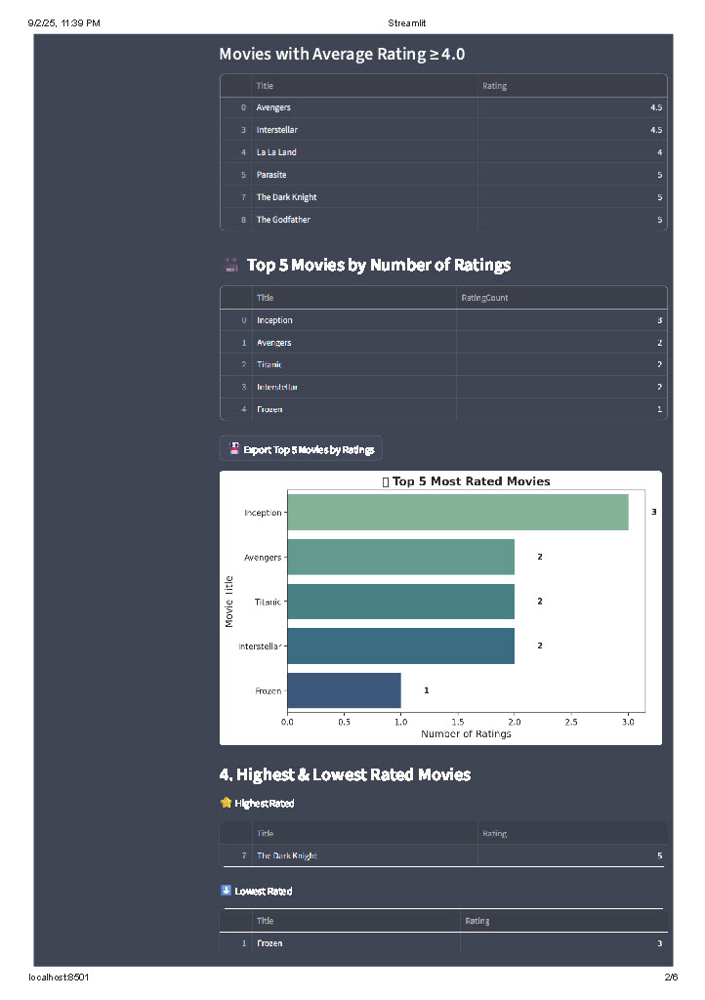 9/2/25, 11:39 PM Streamlit
Movies with Average Rating ≥ 4.0
Title Rating
0 Avengers 4.5
3 Interstellar 4.5
4 La La Land 4
5 Parasite 5
7 The Dark Knight 5
8 The Godfather 5
Top 5 Movies by Number of Ratings
Title RatingCount
0 Inception 3
1 Avengers 2
2 Titanic 2
3 Interstellar 2
4 Frozen 1
Export Top 5 Movies by Ratings
Top 5 Most Rated Movies
Movie Title
Inception 3
Avengers 2
Titanic 2
Interstellar 2
Frozen 1
0.0 0.5 1.0 1.5 2.0 2.5 3.0
Number of Ratings
4. Highest & Lowest Rated Movies
Highest Rated
Title Rating
7 The Dark Knight 5
Lowest Rated
Title Rating
1 Frozen 3
localhost:8501 2/6